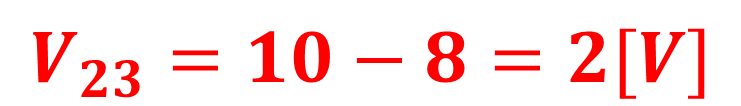 V₂₃ = 10 − 8 = 2[V]